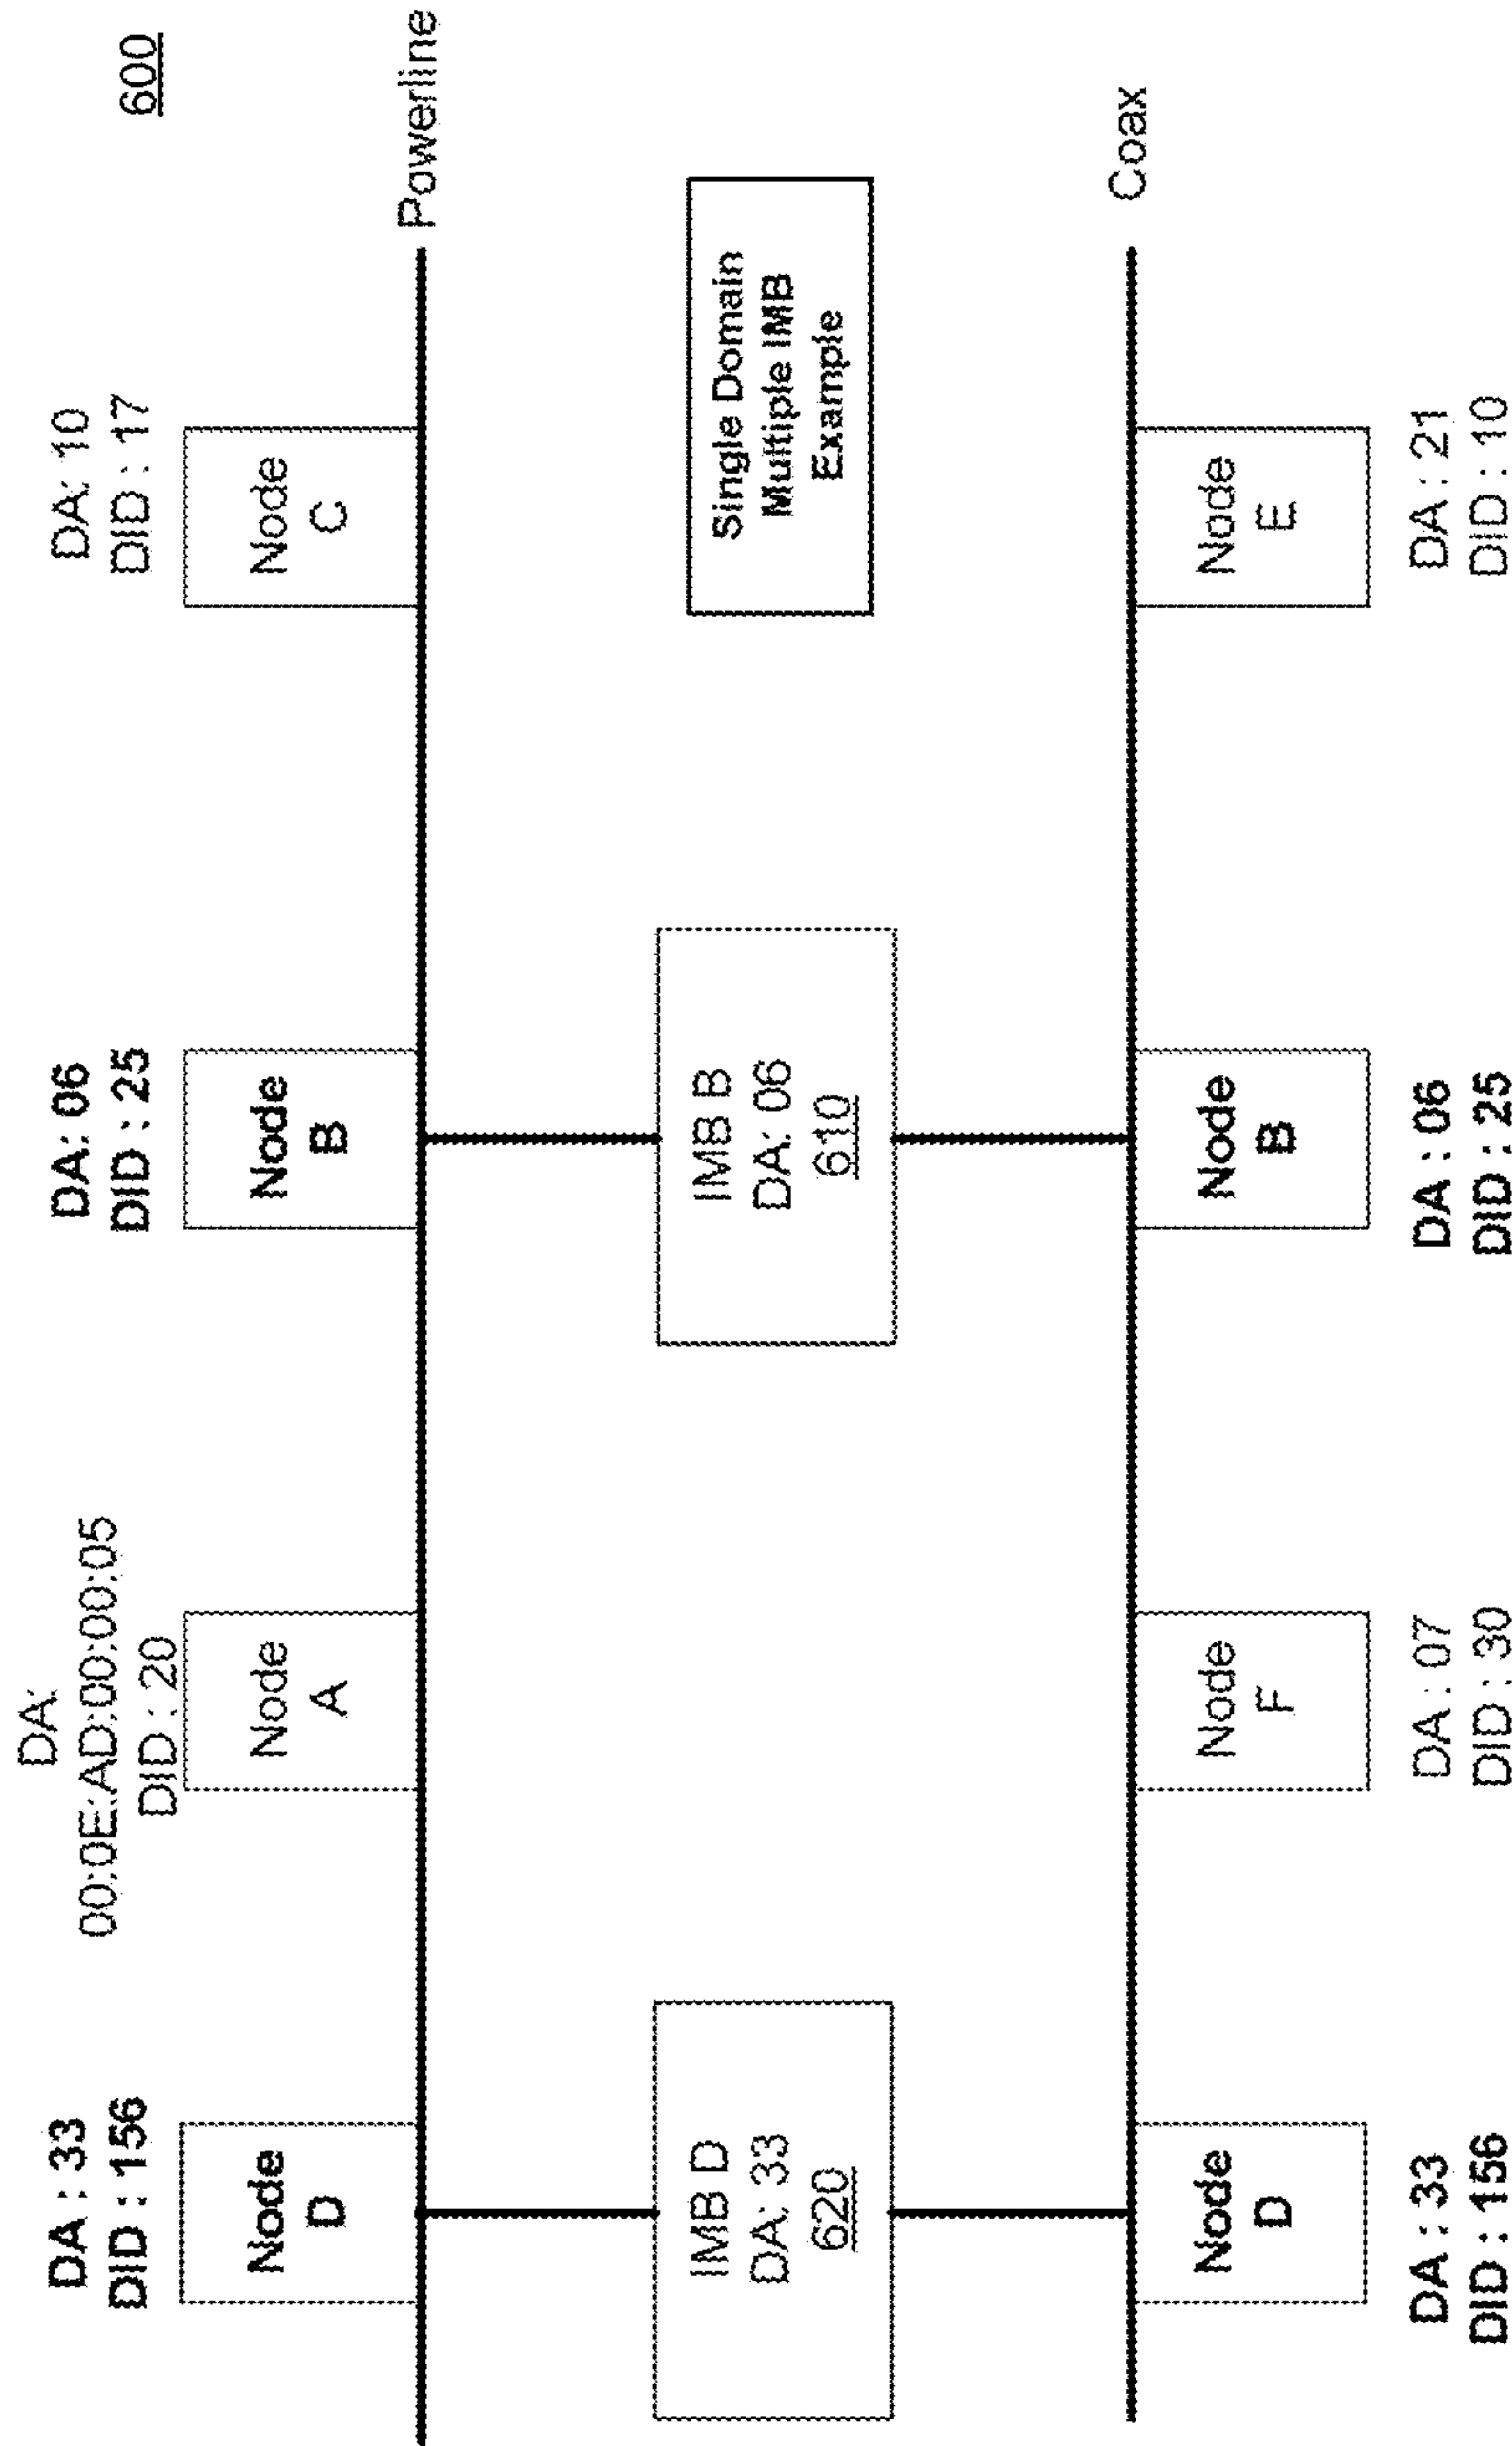 600
DA : 33
DID : 156
DA:
00:0E:AD:00:00:05
DID : 20
DA: 06
DID : 25
DA: 10
DID : 17
Node
D
Node
A
Node
B
Node
C
Powerline
IMB D
DA: 33
620
IMB B
DA: 06
610
Single Domain
Multiple IMB
Example
Coax
Node
D
Node
F
Node
B
Node
E
DA : 33
DID : 156
DA : 07
DID : 30
DA : 06
DID : 25
DA : 21
DID : 10